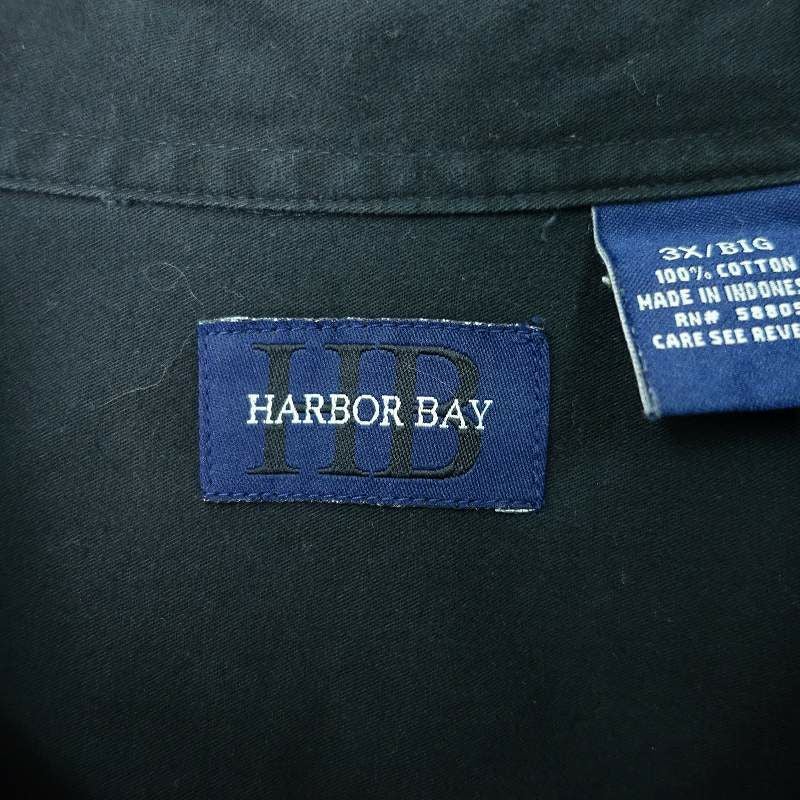 HB
HARBOR BAY
3X/BIG
100% COTTON
MADE IN INDONES
RN# 5880
CARE SEE REVE